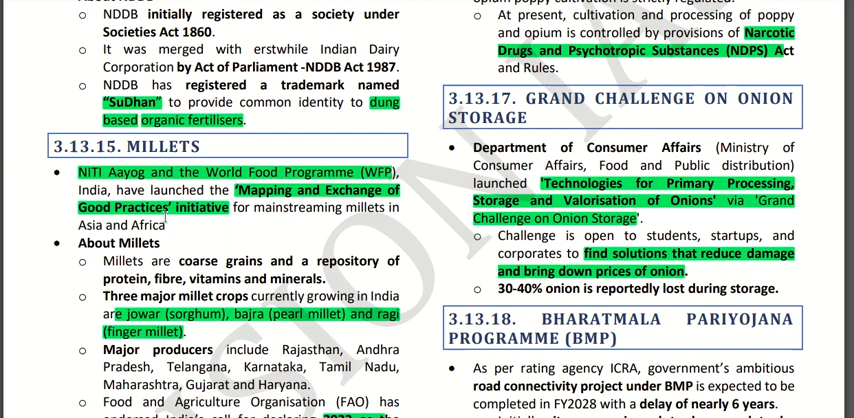 o NDDB initially registered as a society under
Societies Act 1860.
o It was merged with erstwhile Indian Dairy
Corporation by Act of Parliament -NDDB Act 1987.
o NDDB has registered a trademark named
“SuDhan” to provide common identity to dung
based organic fertilisers.
3.13.15. MILLETS
• NITI Aayog and the World Food Programme (WFP),
India, have launched the ‘Mapping and Exchange of
Good Practices’ initiative for mainstreaming millets in
Asia and Africa
• About Millets
o Millets are coarse grains and a repository of
protein, fibre, vitamins and minerals.
o Three major millet crops currently growing in India
are jowar (sorghum), bajra (pearl millet) and ragi
(finger millet).
o Major producers include Rajasthan, Andhra
Pradesh, Telangana, Karnataka, Tamil Nadu,
Maharashtra, Gujarat and Haryana.
o Food and Agriculture Organisation (FAO) has
o At present, cultivation and processing of poppy
and opium is controlled by provisions of Narcotic
Drugs and Psychotropic Substances (NDPS) Act
and Rules.
3.13.17. GRAND CHALLENGE ON ONION
STORAGE
• Department of Consumer Affairs (Ministry of
Consumer Affairs, Food and Public distribution)
launched 'Technologies for Primary Processing,
Storage and Valorisation of Onions' via 'Grand
Challenge on Onion Storage'.
o Challenge is open to students, startups, and
corporates to find solutions that reduce damage
and bring down prices of onion.
o 30-40% onion is reportedly lost during storage.
3.13.18. BHARATMALA PARIYOJANA
PROGRAMME (BMP)
• As per rating agency ICRA, government’s ambitious
road connectivity project under BMP is expected to
be completed in FY2028 with a delay of nearly 6 years.